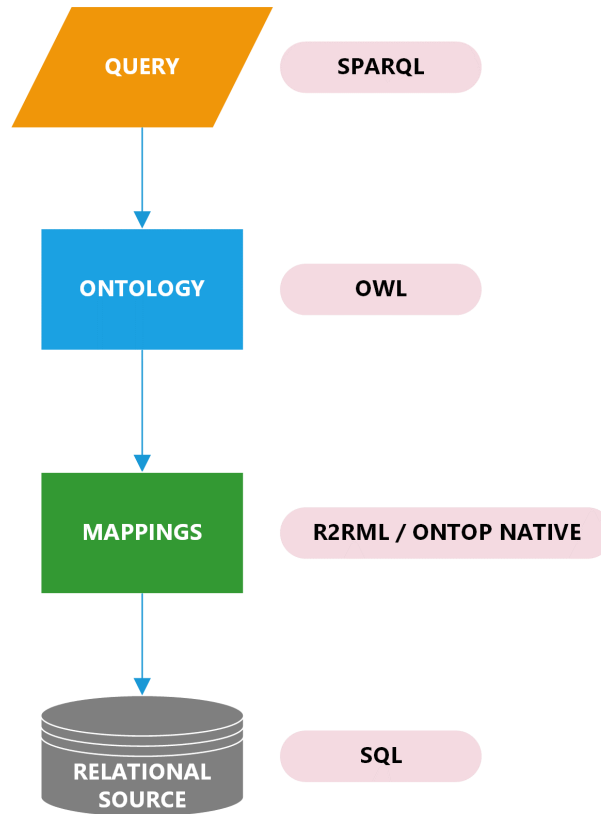 QUERY
SPARQL
ONTOLOGY
OWL
MAPPINGS
R2RML / ONTOP NATIVE
RELATIONAL
SOURCE
SQL